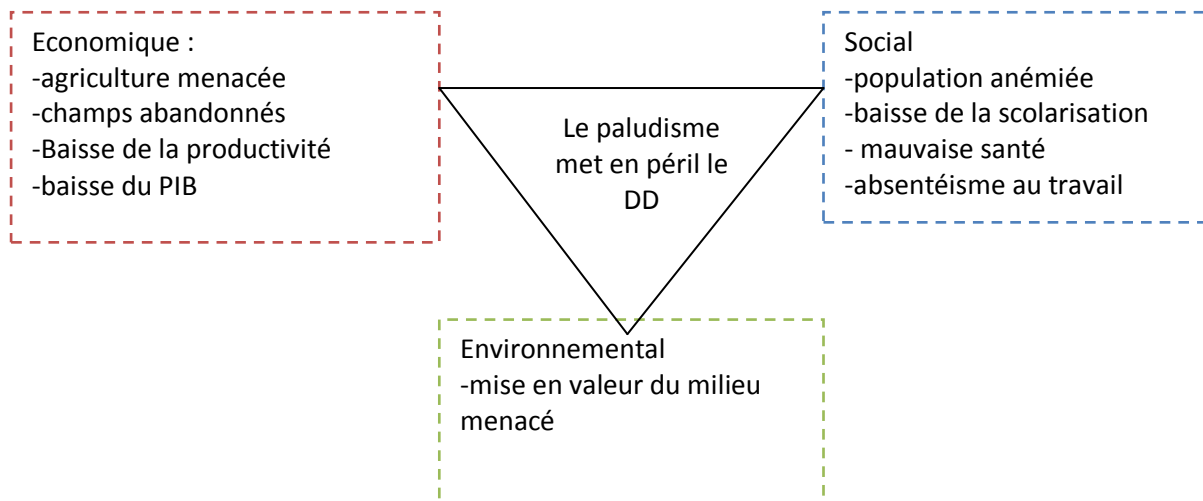 Economique :
-agriculture menacée
-champs abandonnés
-Baisse de la productivité
-baisse du PIB
Le paludisme
met en péril le
DD
Social
-population anémiée
-baisse de la scolarisation
- mauvaise santé
-absentéisme au travail
Environnemental
-mise en valeur du milieu
menacé